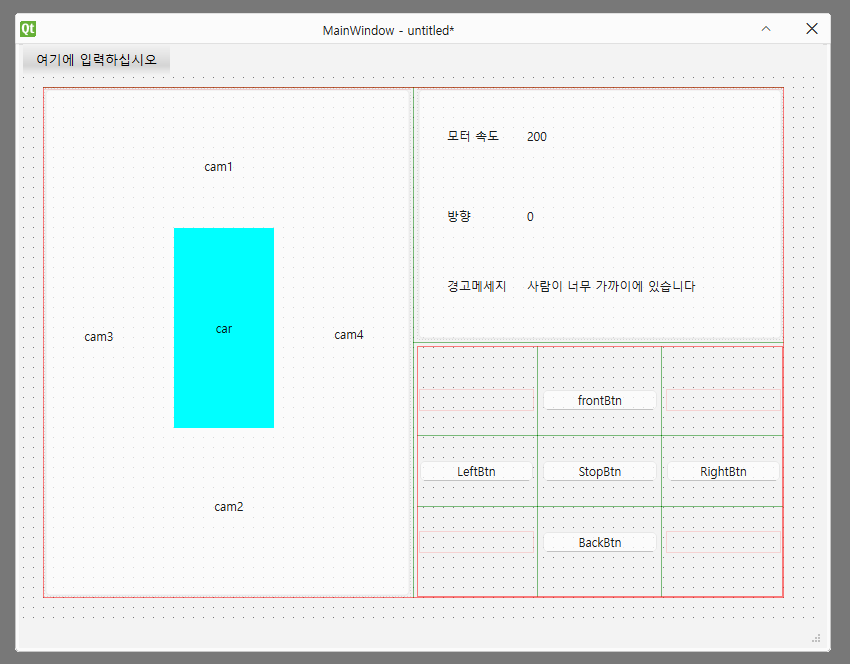 Qt
MainWindow - untitled*
여기에 입력하십시오
cam1
cam3
car
cam4
cam2
모터 속도 200
방향 0
경고메세지 사람이 너무 가까이에 있습니다
frontBtn
LeftBtn StopBtn RightBtn
BackBtn